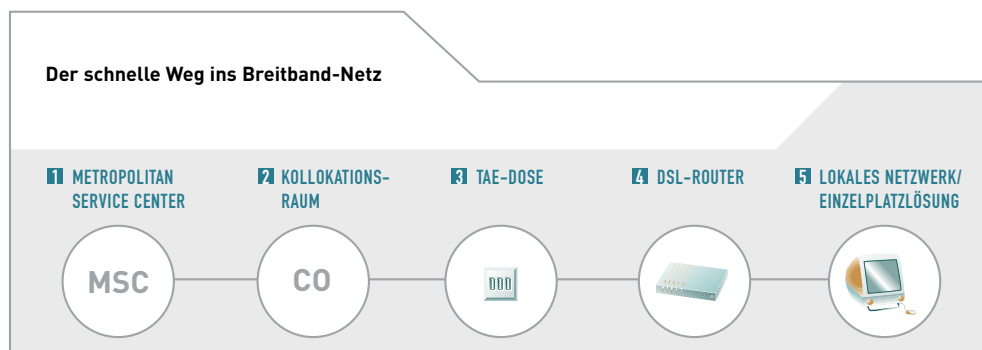 Der schnelle Weg ins Breitband-Netz
1 METROPOLITAN
SERVICE CENTER
2 KOLLOKATIONS-
RAUM
3 TAE-DOSE
4 DSL-ROUTER
5 LOKALES NETZWERK/
EINZELPLATZLÖSUNG
MSC
CO